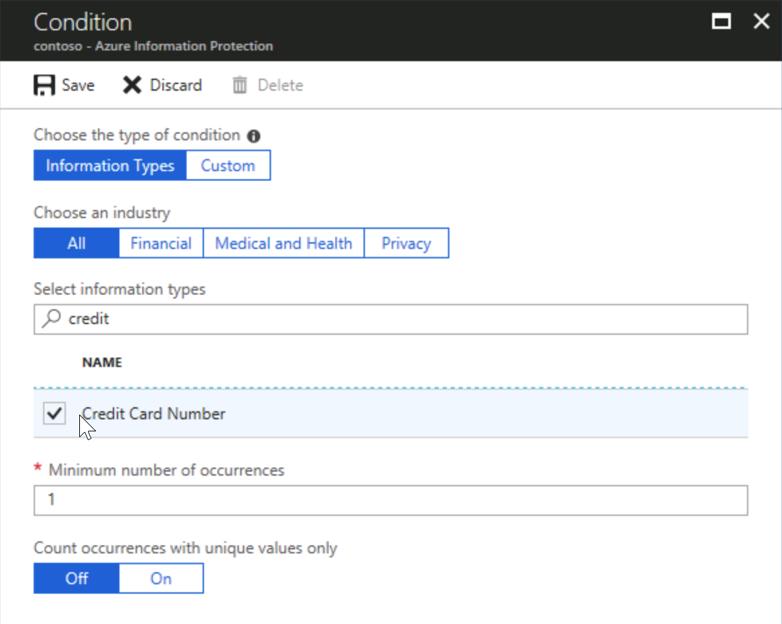 Condition
contoso - Azure Information Protection
Save Discard Delete
Choose the type of condition
Information Types Custom
Choose an industry
All Financial Medical and Health Privacy
Select information types
credit
NAME
Credit Card Number
* Minimum number of occurrences
1
Count occurrences with unique values only
Off On